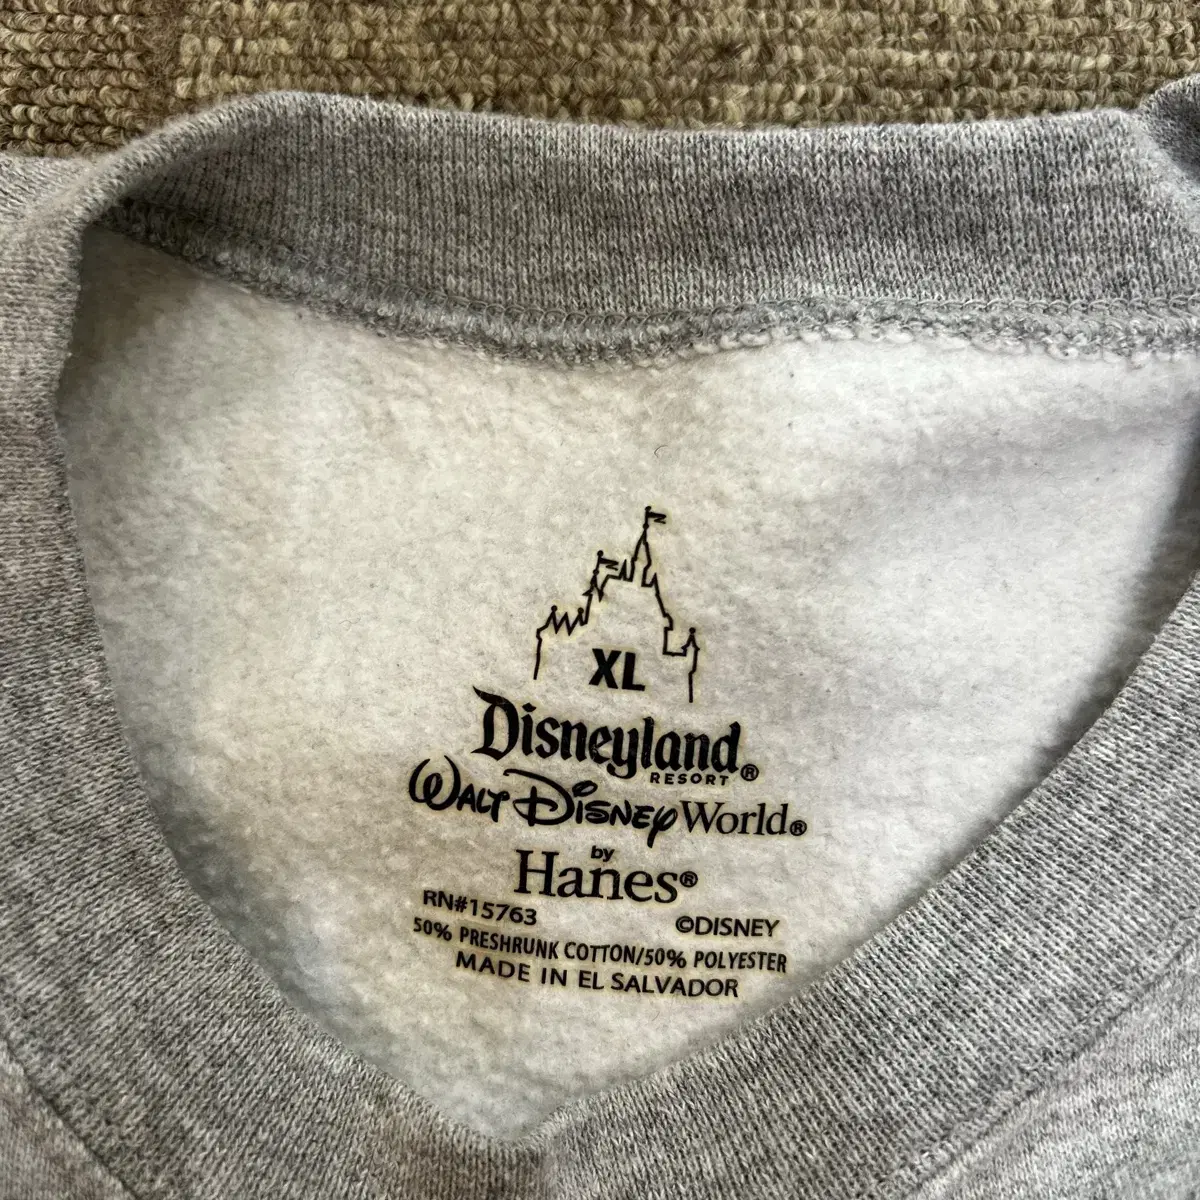 XL
Disneyland®
RESORT
WALT DISNEY World®
by
Hanes®
RN#15763 ©DISNEY
50% PRESHRUNK COTTON/50% POLYESTER
MADE IN EL SALVADOR